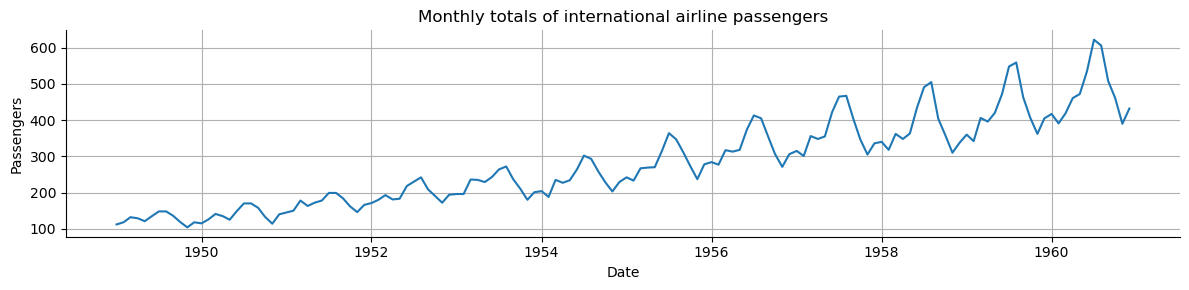 Monthly totals of international airline passengers
600
500
400
300
200
100
Passengers
1950 1952 1954 1956 1958 1960
Date